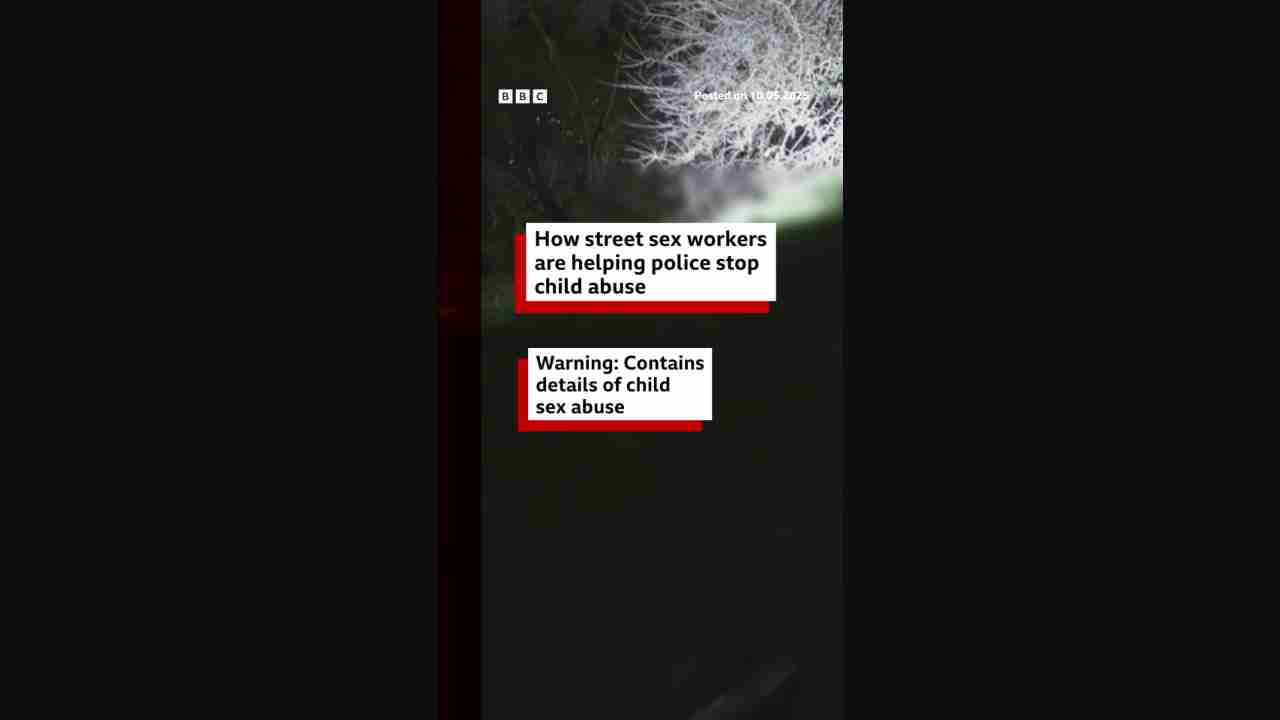 BBC
Posted on 10.05.2025
How street sex workers
are helping police stop
child abuse
Warning: Contains
details of child
sex abuse